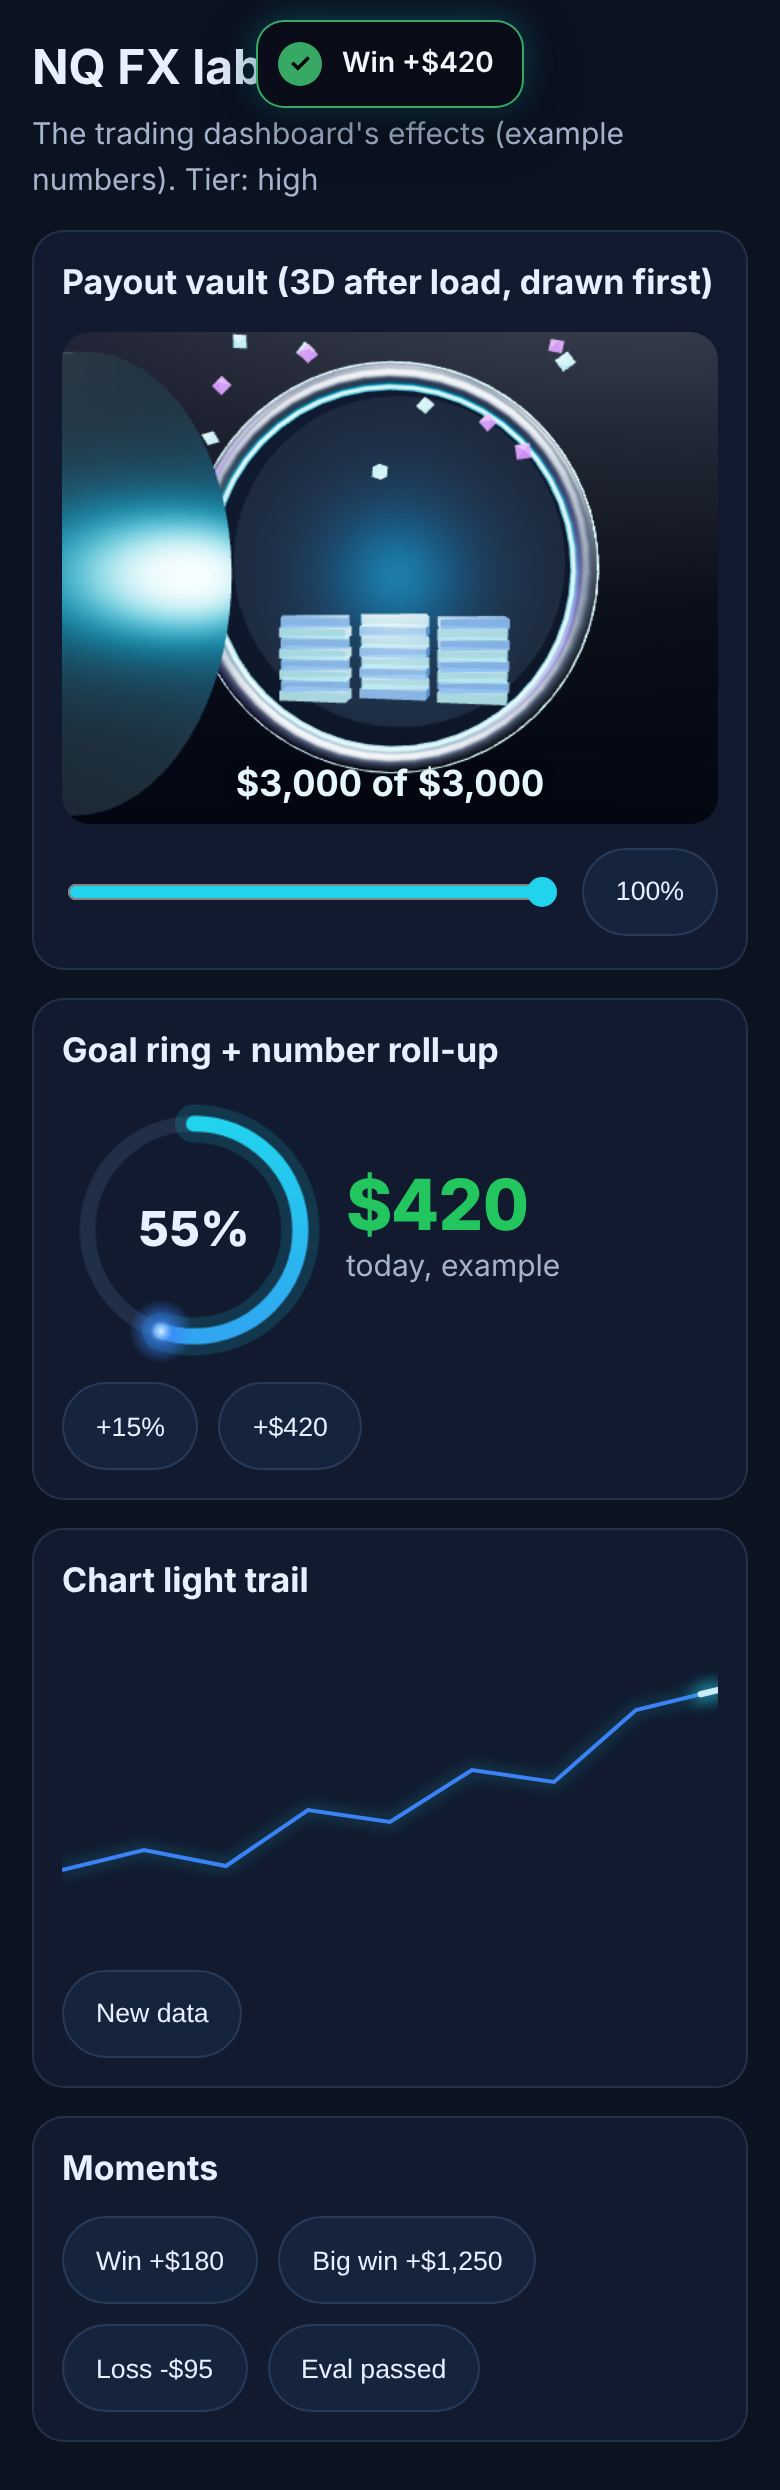 NQ FX lab
Win +$420
The trading dashboard's effects (example
numbers). Tier: high
Payout vault (3D after load, drawn first)
$3,000 of $3,000
100%
Goal ring + number roll-up
55%
$420
today, example
+15%
+$420
Chart light trail
New data
Moments
Win +$180
Big win +$1,250
Loss -$95
Eval passed